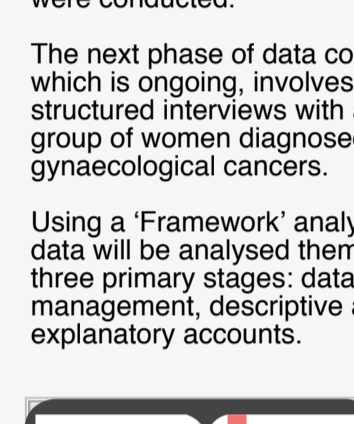 were conducted.
The next phase of data co
which is ongoing, involves
structured interviews with
group of women diagnose
gynaecological cancers.
Using a ‘Framework’ analy
data will be analysed them
three primary stages: data
management, descriptive
explanatory accounts.